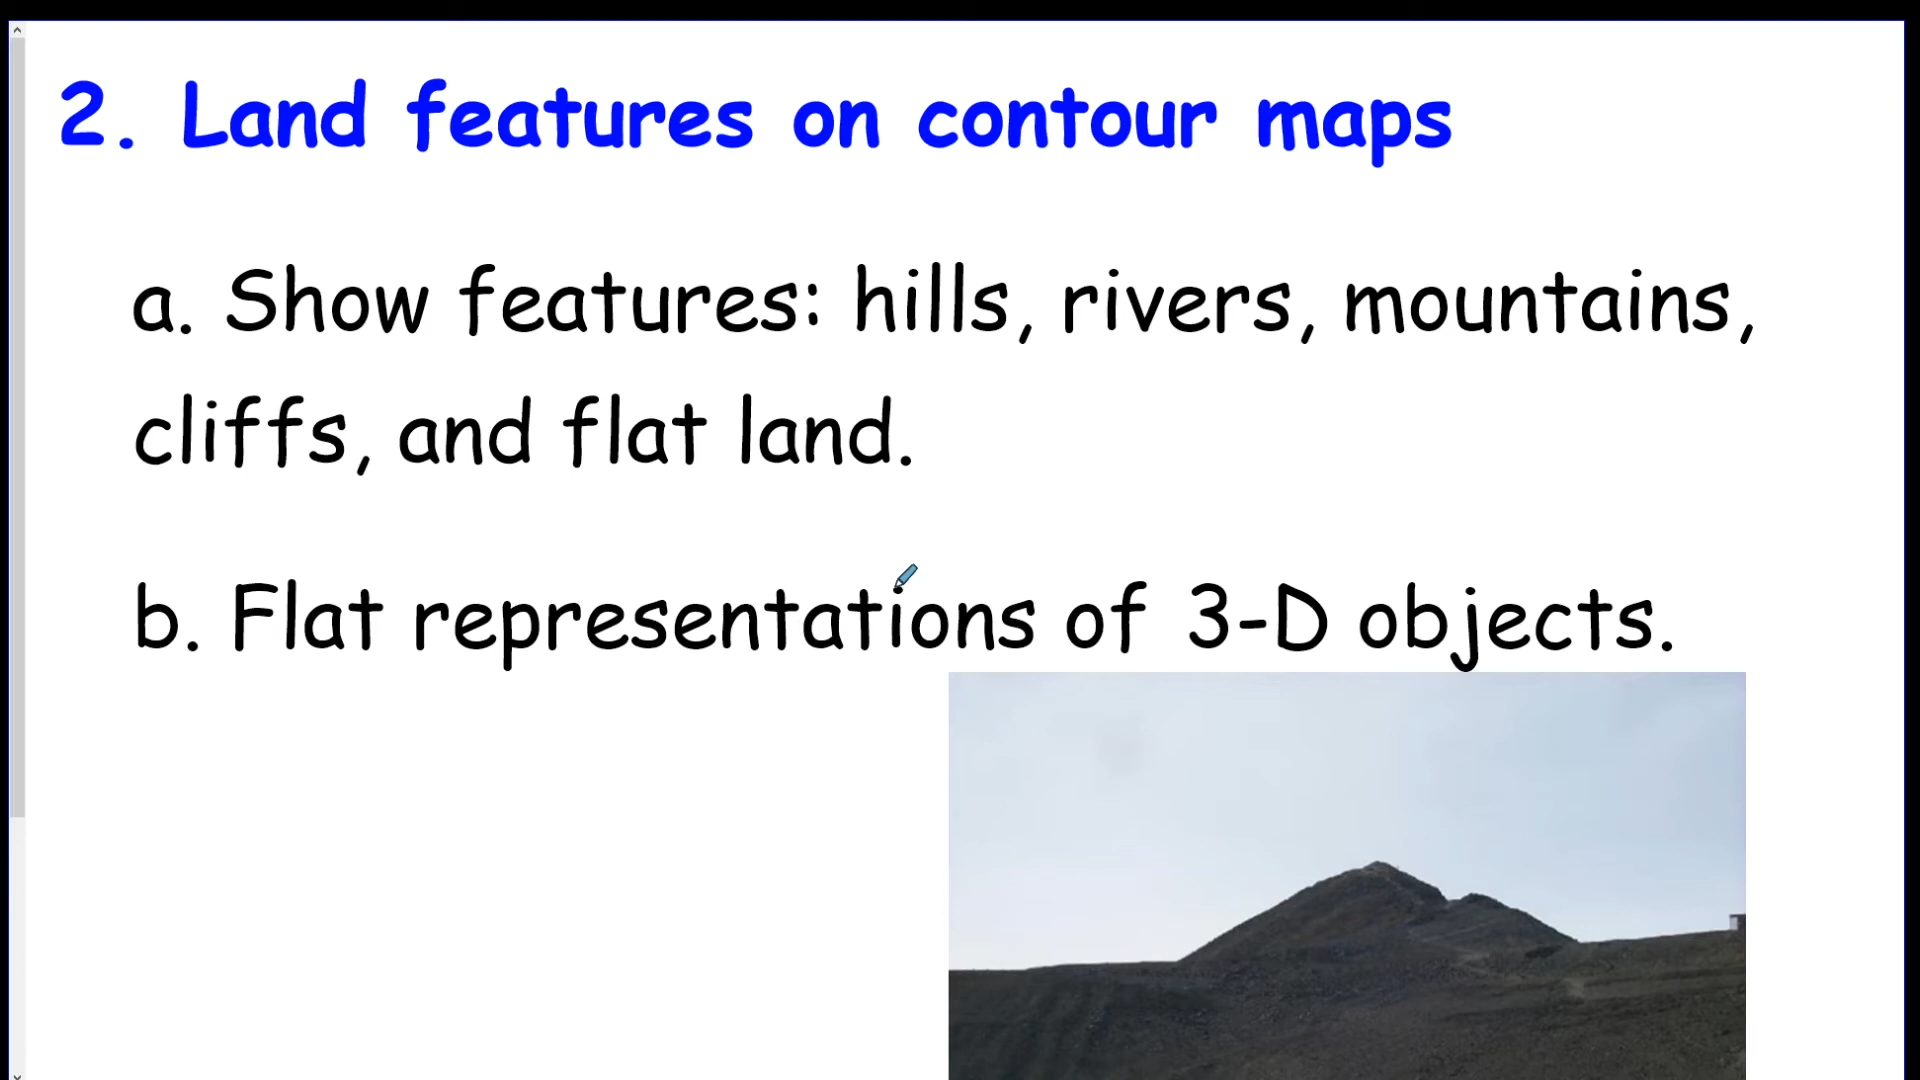 2. Land features on contour maps
a. Show features: hills, rivers, mountains,
cliffs, and flat land.
b. Flat representations of 3-D objects.